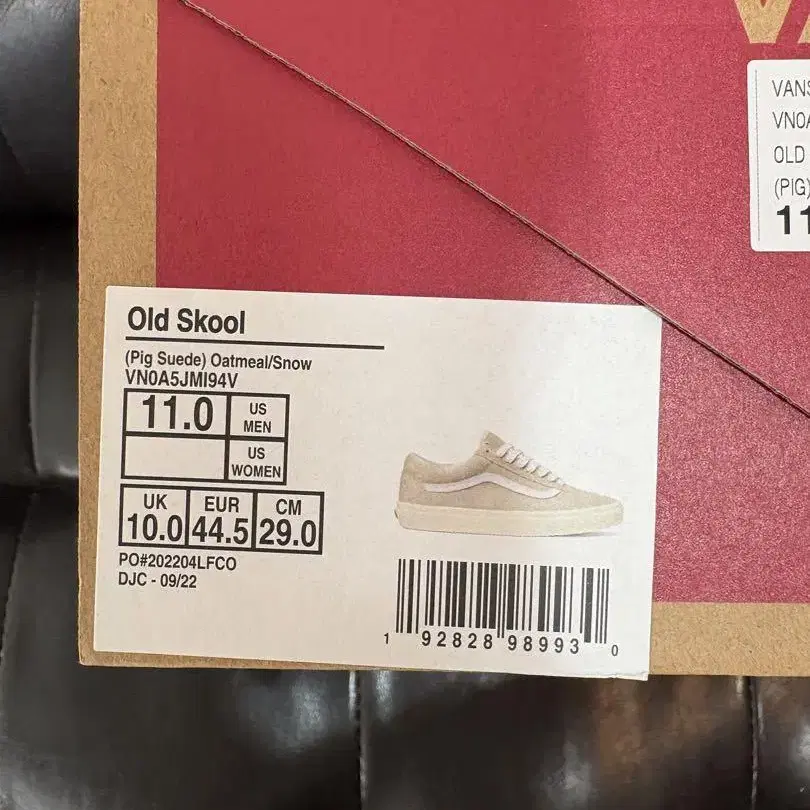 VANS
VN0A
OLD
(PIG)
11
Old Skool
(Pig Suede) Oatmeal/Snow
VN0A5JMI94V
11.0 US MEN
US WOMEN
UK EUR CM
10.0 44.5 29.0
PO#202204LFCO
DJC - 09/22
1 92828 98993 0